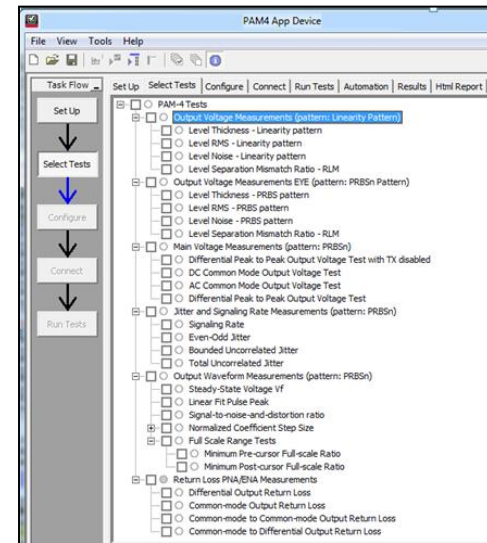 PAM4 App Device
File View Tools Help
Task Flow
Set Up
Select Tests
Configure
Connect
Run Tests
Set Up Select Tests Configure Connect Run Tests Automation Results Html Report
PAM-4 Tests
Output Voltage Measurements (pattern: Linearity Pattern)
Level Thickness - Linearity pattern
Level RMS - Linearity pattern
Level Noise - Linearity pattern
Level Separation Mismatch Ratio - RLM
Output Voltage Measurements EYE (pattern: PRBSn Pattern)
Level Thickness - PRBS pattern
Level RMS - PRBS pattern
Level Noise - PRBS pattern
Level Separation Mismatch Ratio - RLM
Main Voltage Measurements (pattern: PRBSn)
Differential Peak to Peak Output Voltage Test with TX disabled
DC Common Mode Output Voltage Test
AC Common Mode Output Voltage Test
Differential Peak to Peak Output Voltage Test
Jitter and Signaling Rate Measurements (pattern: PRBSn)
Signaling Rate
Even-Odd Jitter
Bounded Uncorrelated Jitter
Total Uncorrelated Jitter
Output Waveform Measurements (pattern: PRBSn)
Steady-State Voltage Vf
Linear Fit Pulse Peak
Signal-to-noise-and-distortion ratio
Normalized Coefficient Step Size
Full Scale Range Tests
Minimum Pre-cursor Full-scale Ratio
Minimum Post-cursor Full-scale Ratio
Return Loss PNA/ENA Measurements
Differential Output Return Loss
Common-mode Output Return Loss
Common-mode to Common-mode Output Return Loss
Common-mode to Differential Output Return Loss